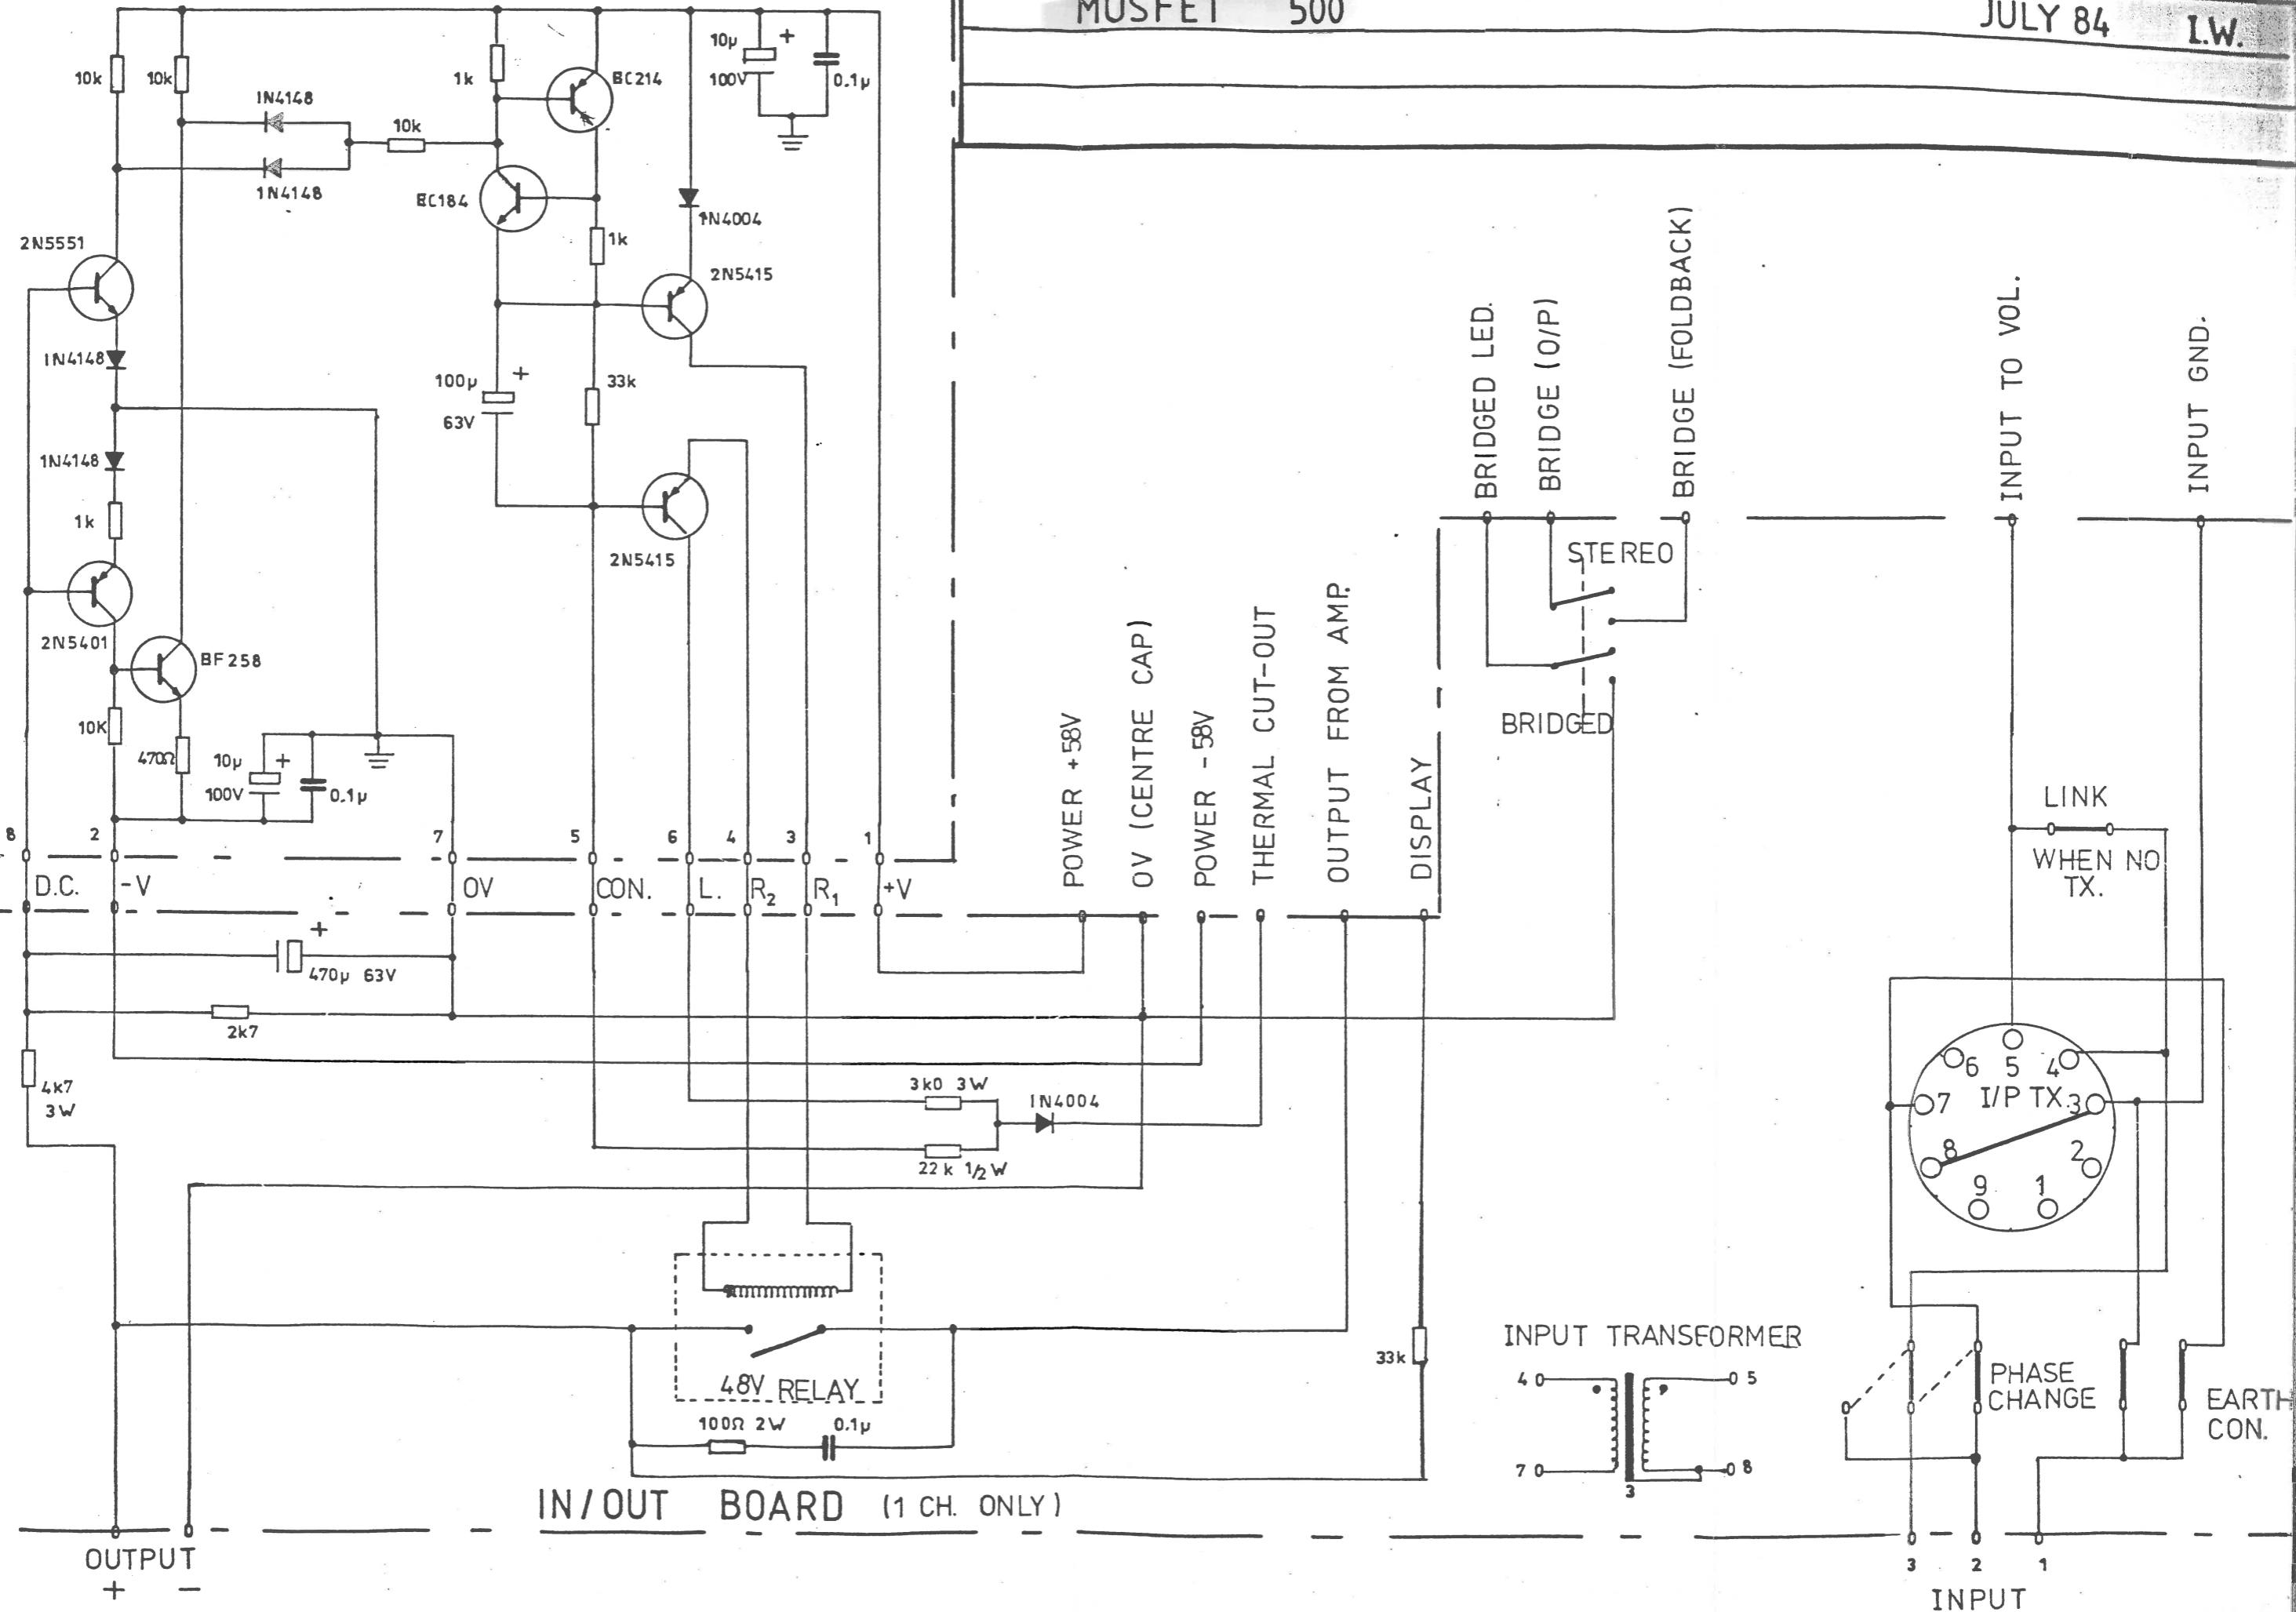 MOSFET 500
JULY 84 I.W.
10k
10k
1N4148
1N4148
10k
1k
BC214
10µ
100V
+
0.1µ
BC184
1k
1N4004
2N5551
2N5415
1N4148
100µ
63V
+
33k
1N4148
1k
2N5401
BF258
2N5415
10K
470Ω
10µ
100V
+
0.1µ
BRIDGED LED.
BRIDGE (O/P)
BRIDGE (FOLDBACK)
INPUT TO VOL.
INPUT GND.
STEREO
BRIDGED
8
2
7
5
6
4
3
1
D.C.
-V
0V
CON.
L.
R2
R1
+V
POWER +58V
0V (CENTRE CAP)
POWER -58V
THERMAL CUT-OUT
OUTPUT FROM AMP.
DISPLAY
LINK
WHEN NO
TX.
+
470µ 63V
2k7
4k7
3W
3k0 3W
1N4004
22k 1/2W
6 5 4
7 I/P TX. 3
8 2
9 1
48V RELAY
100Ω 2W
0.1µ
33k
INPUT TRANSFORMER
4
5
7
8
3
PHASE
CHANGE
EARTH
CON.
IN/OUT BOARD (1 CH. ONLY)
OUTPUT
+ −
3 2 1
INPUT